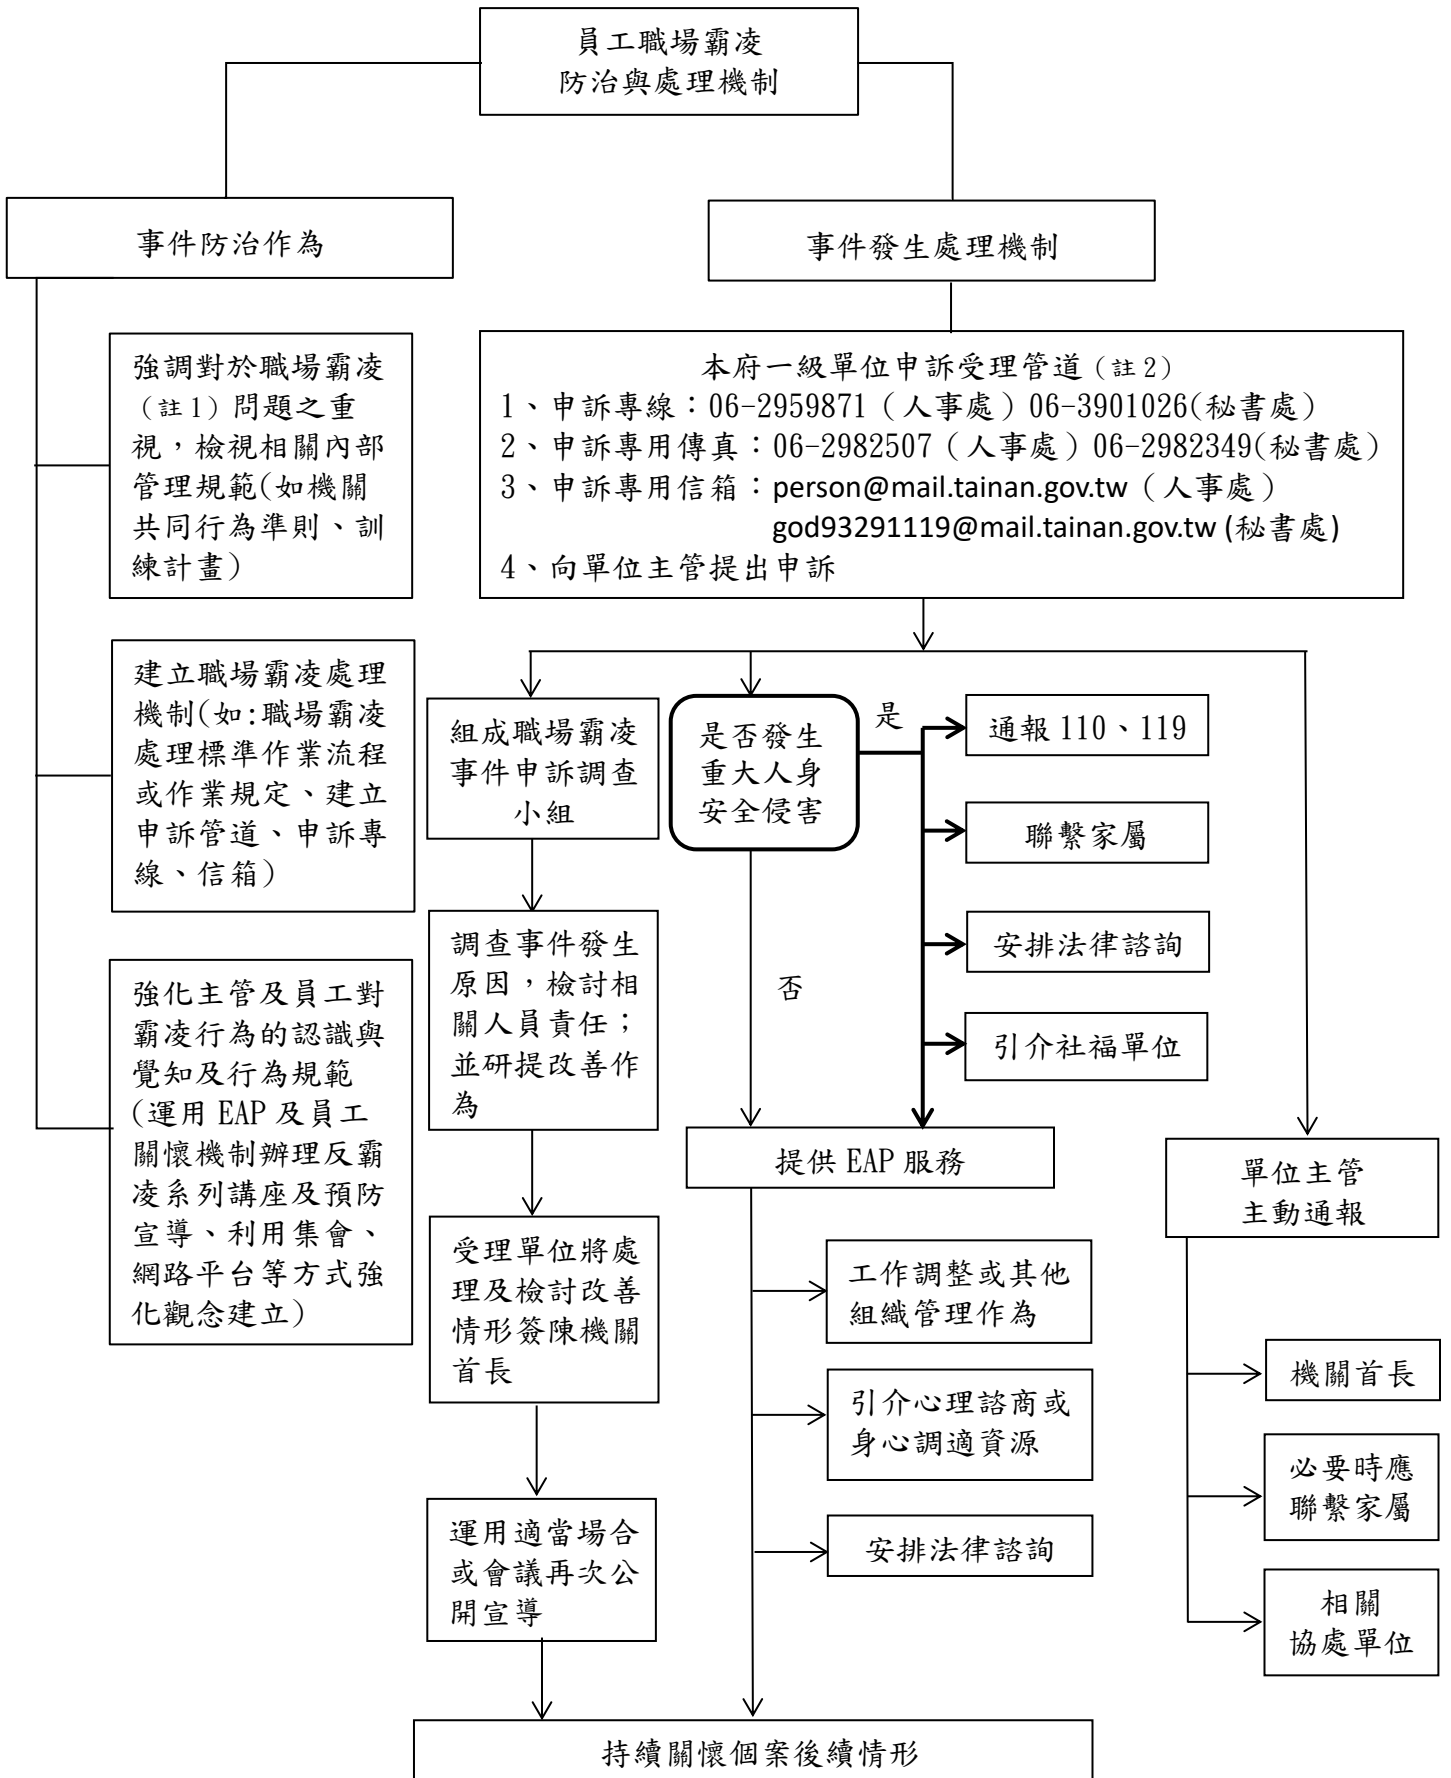 員工職場霸凌
防治與處理機制
事件防治作為
事件發生處理機制
強調對於職場霸凌
（註1）問題之重
視，檢視相關內部
管理規範(如機關
共同行為準則、訓
練計畫)
建立職場霸凌處理
機制(如:職場霸凌
處理標準作業流程
或作業規定、建立
申訴管道、申訴專
線、信箱)
強化主管及員工對
霸凌行為的認識與
覺知及行為規範
(運用 EAP 及員工
關懷機制辦理反霸
凌系列講座及預防
宣導、利用集會、
網路平台等方式強
化觀念建立)
本府一級單位申訴受理管道（註2）
1、申訴專線：06-2959871（人事處）06-3901026(秘書處)
2、申訴專用傳真：06-2982507（人事處）06-2982349(秘書處)
3、申訴專用信箱：person@mail.tainan.gov.tw（人事處）
god93291119@mail.tainan.gov.tw (秘書處)
4、向單位主管提出申訴
組成職場霸凌
事件申訴調查
小組
調查事件發生
原因，檢討相
關人員責任；
並研提改善作
為
受理單位將處
理及檢討改善
情形簽陳機關
首長
運用適當場合
或會議再次公
開宣導
是否發生
重大人身
安全侵害
是
否
通報 110、119
聯繫家屬
安排法律諮詢
引介社福單位
提供 EAP 服務
工作調整或其他
組織管理作為
引介心理諮商或
身心調適資源
安排法律諮詢
單位主管
主動通報
機關首長
必要時應
聯繫家屬
相關
協處單位
持續關懷個案後續情形